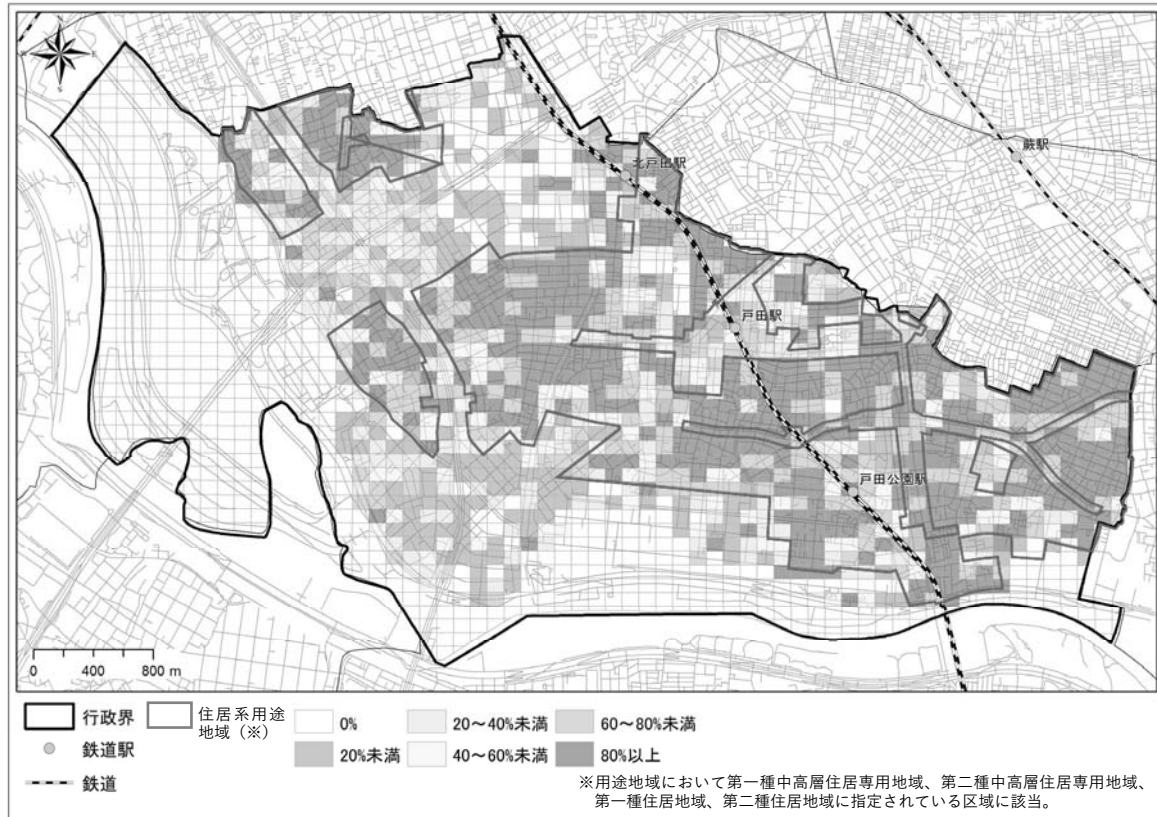 蕨駅
北戸田駅
戸田駅
戸田公園駅
0 400 800 m
行政界
住居系用途
地域（※）
0%
20～40%未満
60～80%未満
鉄道駅
20%未満
40～60%未満
80%以上
鉄道
※用途地域において第一種中高層住居専用地域、第二種中高層住居専用地域、
第一種住居地域、第二種住居地域に指定されている区域に該当。